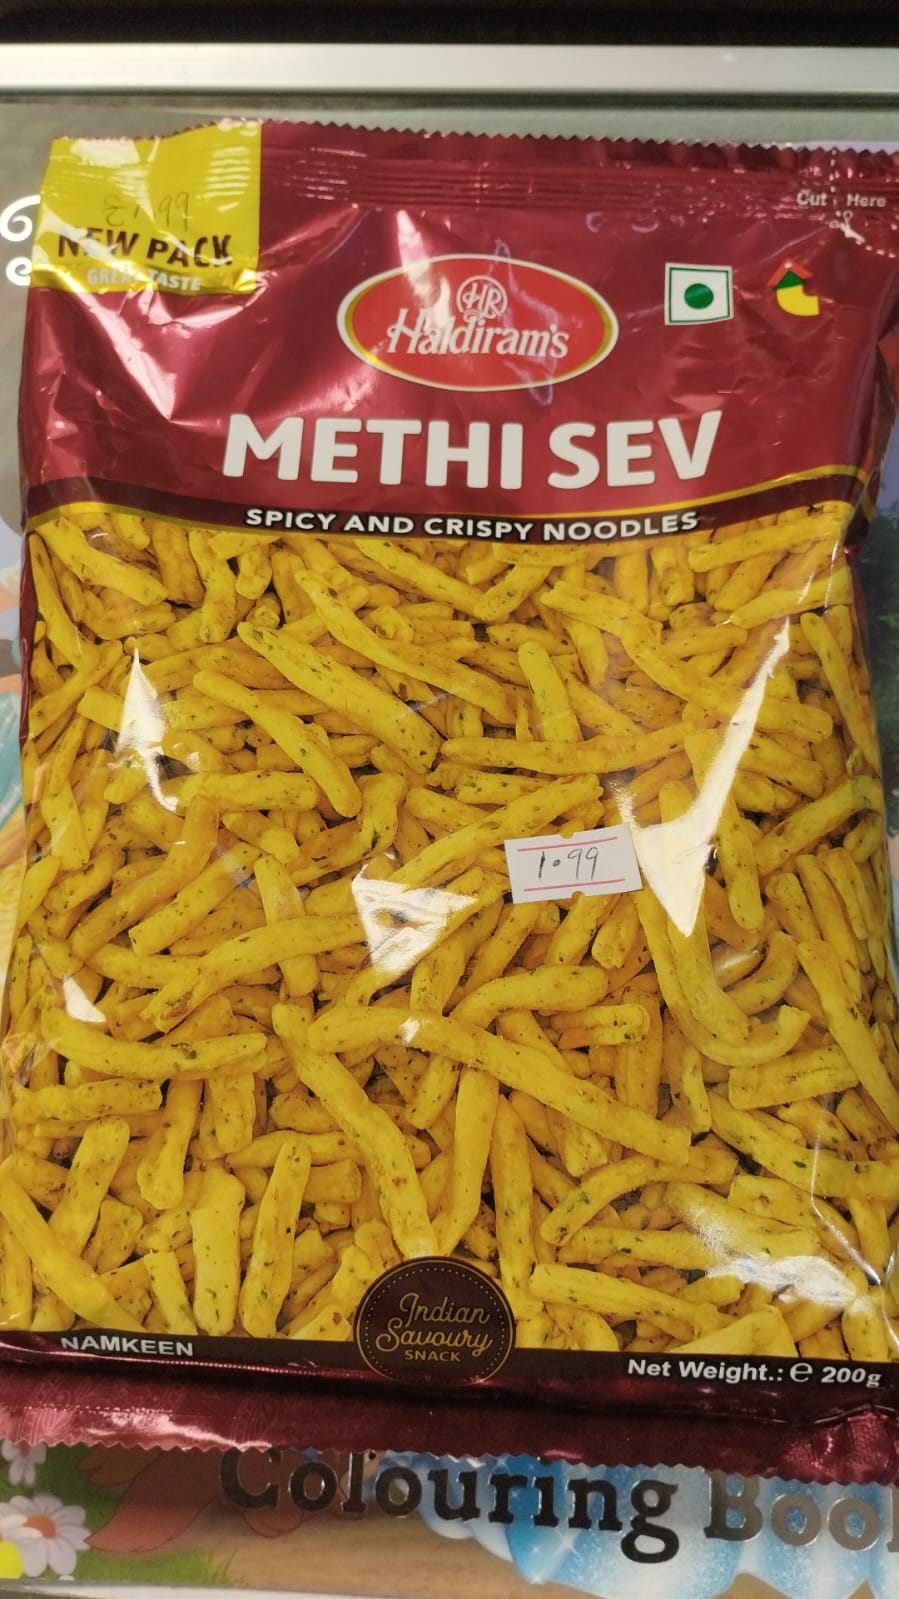 £1.99
NEW PACK
GREAT TASTE
Cut Here
HR
Haldiram's
METHI SEV
SPICY AND CRISPY NOODLES
1.99
Indian
Savoury
SNACK
NAMKEEN
Net Weight.: ℮ 200g
Colouring Boo